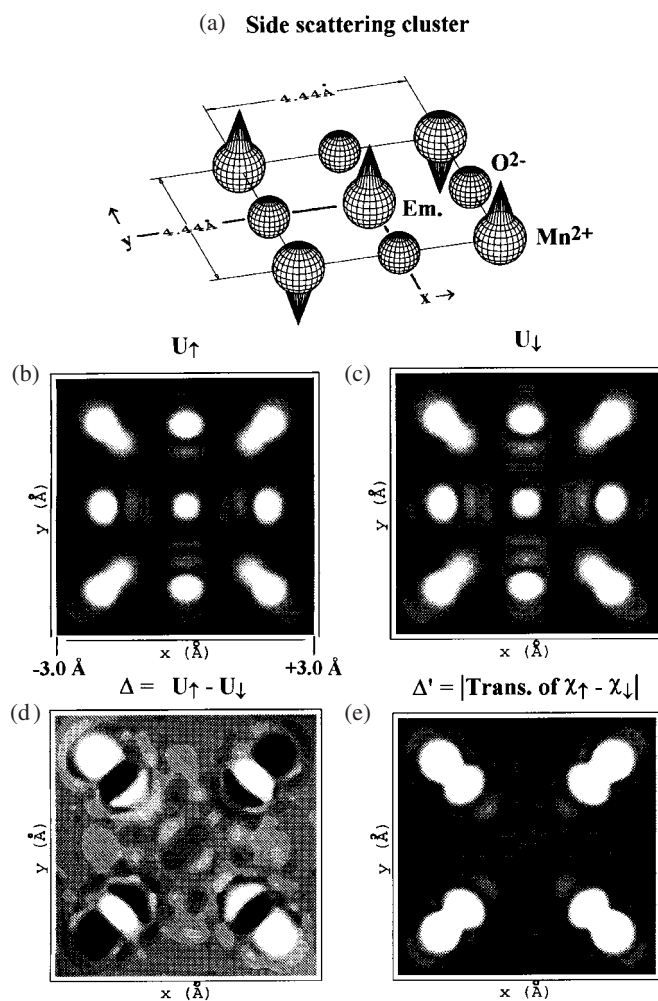 (a) Side scattering cluster
4.44Å
O2-
Em.
y
4.44Å
Mn2+
x →
U↑
U↓
(b)
(c)
y (Å)
y (Å)
x (Å)
x (Å)
-3.0 Å
+3.0 Å
Δ = U↑ - U↓
Δ' = |Trans. of χ↑ - χ↓|
(d)
(e)
y (Å)
y (Å)
x (Å)
x (Å)